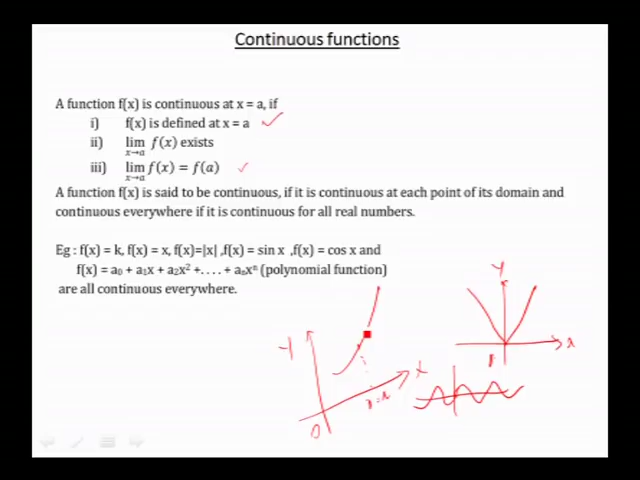 Continuous functions
A function f(x) is continuous at x = a, if
i) f(x) is defined at x = a
ii) lim x→a f(x) exists
iii) lim x→a f(x) = f(a)
A function f(x) is said to be continuous, if it is continuous at each point of its domain and
continuous everywhere if it is continuous for all real numbers.
Eg : f(x) = k, f(x) = x, f(x)=|x| ,f(x) = sin x ,f(x) = cos x and
f(x) = a₀ + a₁x + a₂x² +.... + aₙxⁿ (polynomial function)
are all continuous everywhere.
Y
Y
X
X
O